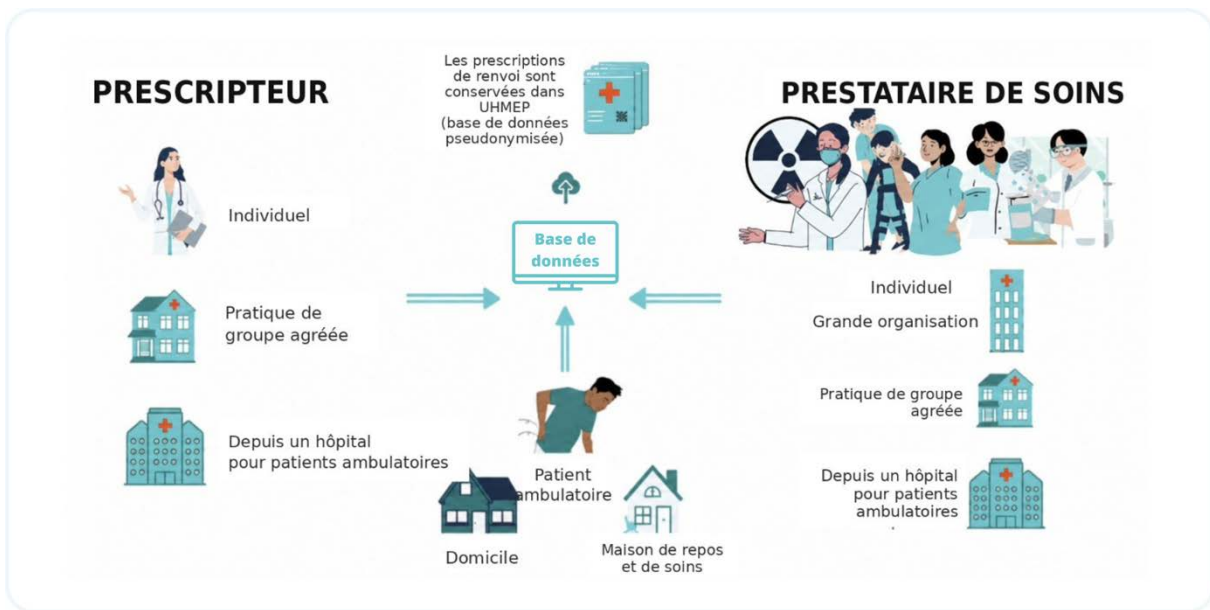 PRESCRIPTEUR
Individuel
Pratique de
groupe agréée
Depuis un hôpital
pour patients ambulatoires
Les prescriptions
de renvoi sont
conservées dans
UHMEP
(base de données
pseudonymisée)
Base de
données
Patient
ambulatoire
Domicile
Maison de repos
et de soins
PRESTATAIRE DE SOINS
Individuel
Grande organisation
Pratique de groupe
agréée
Depuis un hôpital
pour patients
ambulatoires